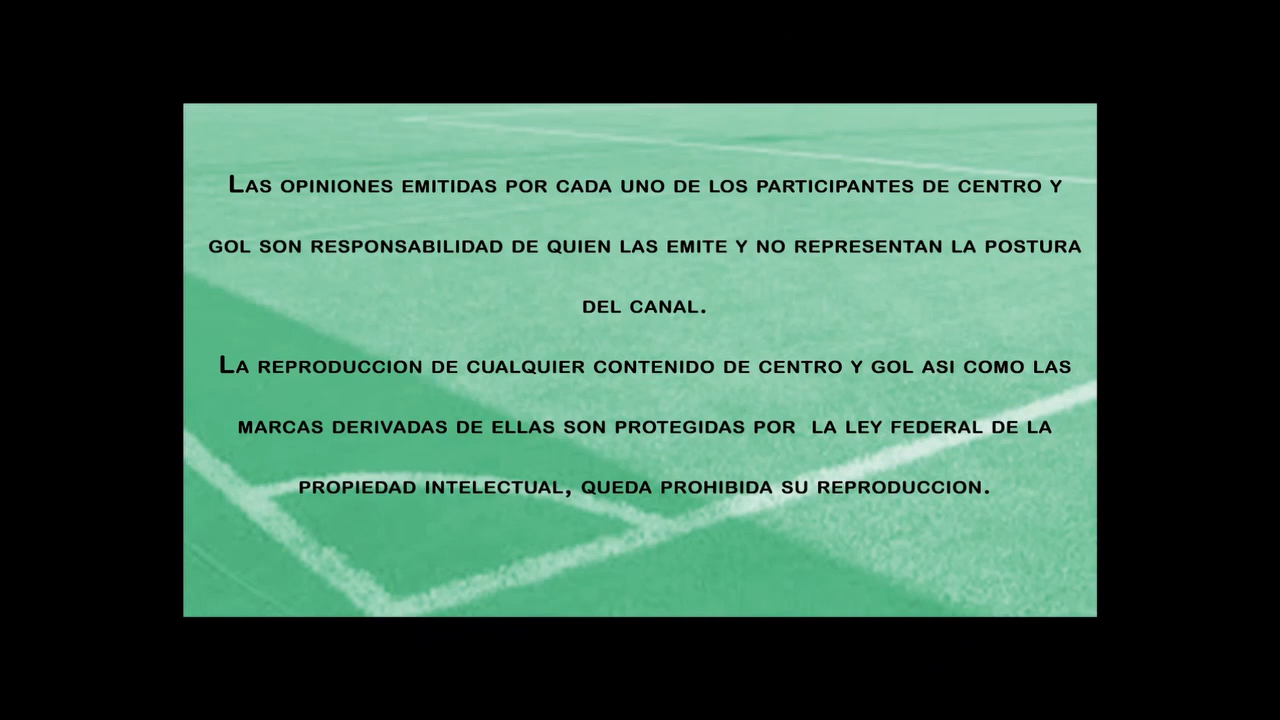 Las opiniones emitidas por cada uno de los participantes de centro y
gol son responsabilidad de quien las emite y no representan la postura
del canal.
La reproduccion de cualquier contenido de centro y gol asi como las
marcas derivadas de ellas son protegidas por  la ley federal de la
propiedad intelectual, queda prohibida su reproduccion.